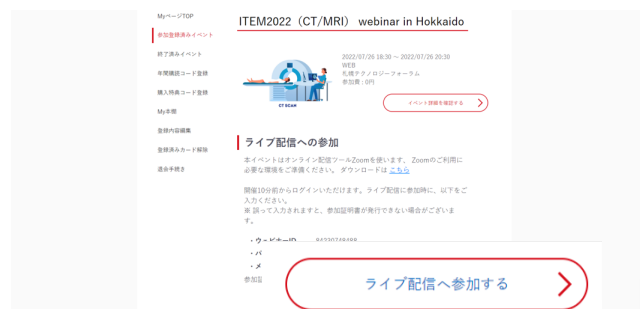 MyページTOP
参加登録済みイベント
終了済みイベント
年間購読コード登録
購入特典コード登録
My本棚
登録内容編集
登録済みカード解除
退会手続き
ITEM2022（CT/MRI） webinar in Hokkaido
CT SCAN
2022/07/26 18:30 ～ 2022/07/26 20:30
WEB
札幌テクノロジーフォーラム
参加費：0円
イベント詳細を確認する
ライブ配信への参加
本イベントはオンライン配信ツールZoomを使います。 Zoomのご利用に
必要な環境をご準備ください。 ダウンロードは こちら
開催10分前からログインいただけます。ライブ配信に参加時に、以下をご
入力ください。
※ 誤って入力されますと、参加証明書が発行できない場合がございま
す。
・ウェビナーID 84230748488
・パ
・メ
ライブ配信へ参加する